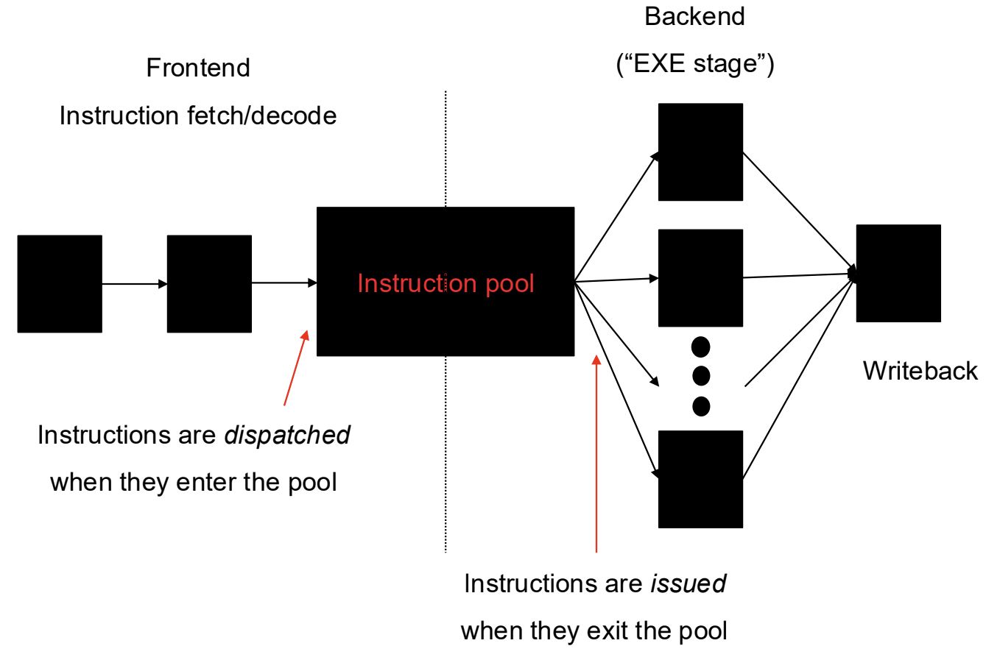 Backend
(“EXE stage”)
Frontend
Instruction fetch/decode
Instruction pool
Writeback
Instructions are dispatched
when they enter the pool
Instructions are issued
when they exit the pool